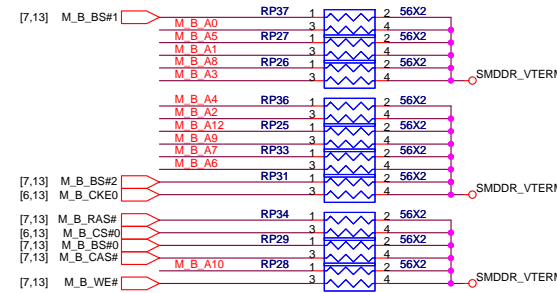 [7,13] M_B_BS#1 RP37 1 2 56X2
M_B_A0 3 4
M_B_A5 RP27 1 2 56X2
M_B_A1 3 4
M_B_A8 RP26 1 2 56X2
M_B_A3 3 4 SMDDR_VTERM
M_B_A4 RP36 1 2 56X2
M_B_A2 3 4
M_B_A12 RP25 1 2 56X2
M_B_A9 3 4
M_B_A7 RP33 1 2 56X2
M_B_A6 3 4
[7,13] M_B_BS#2 RP31 1 2 56X2
[6,13] M_B_CKE0 3 4 SMDDR_VTERM
[7,13] M_B_RAS# RP34 1 2 56X2
[6,13] M_B_CS#0 3 4
[7,13] M_B_BS#0 RP29 1 2 56X2
[7,13] M_B_CAS# 3 4
M_B_A10 RP28 1 2 56X2
[7,13] M_B_WE# 3 4 SMDDR_VTERM